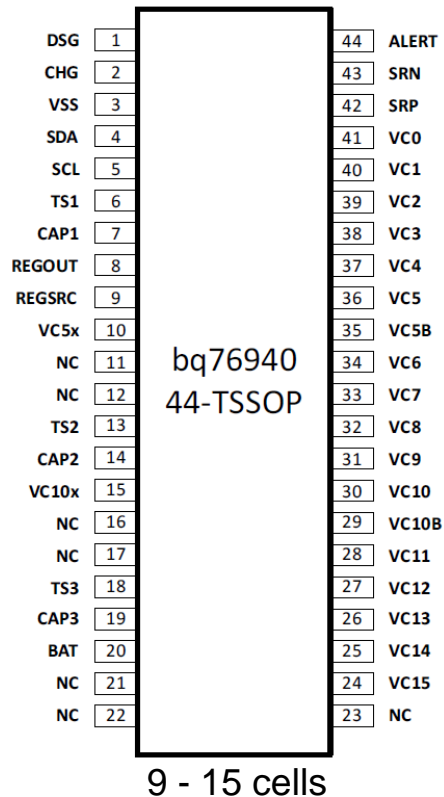 DSG 1 44 ALERT
CHG 2 43 SRN
VSS 3 42 SRP
SDA 4 41 VC0
SCL 5 40 VC1
TS1 6 39 VC2
CAP1 7 38 VC3
REGOUT 8 37 VC4
REGSRC 9 36 VC5
VC5x 10 35 VC5B
NC 11 34 VC6
NC 12 33 VC7
TS2 13 32 VC8
CAP2 14 31 VC9
VC10x 15 30 VC10
NC 16 29 VC10B
NC 17 28 VC11
TS3 18 27 VC12
CAP3 19 26 VC13
BAT 20 25 VC14
NC 21 24 VC15
NC 22 23 NC
bq76940
44-TSSOP
9 - 15 cells